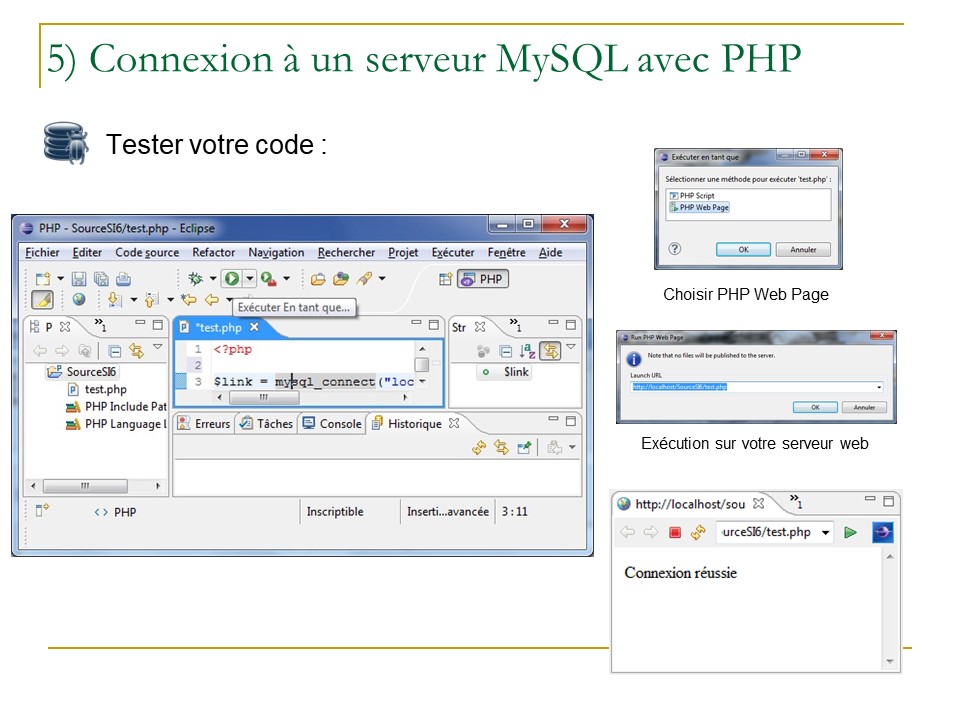 5) Connexion à un serveur MySQL avec PHP
Tester votre code :
PHP - SourceSI6/test.php - Eclipse
Fichier Editer Code source Refactor Navigation Rechercher Projet Exécuter Fenêtre Aide
PHP
Exécuter En tant que...
P »1
*test.php
Str »1
1 <?php
2
3 $link = mysql_connect("loc
$link
SourceSI6
test.php
PHP Include Pat
PHP Language L
Erreurs Tâches Console Historique
<> PHP
Inscriptible
Inserti...avancée
3 : 11
Exécuter en tant que
Sélectionner une méthode pour exécuter 'test.php' :
PHP Script
PHP Web Page
? OK Annuler
Choisir PHP Web Page
Run PHP Web Page
Note that no files will be published to the server.
Launch URL
http://localhost/SourceSI6/test.php
OK Annuler
Exécution sur votre serveur web
http://localhost/sou »1
urceSI6/test.php
Connexion réussie